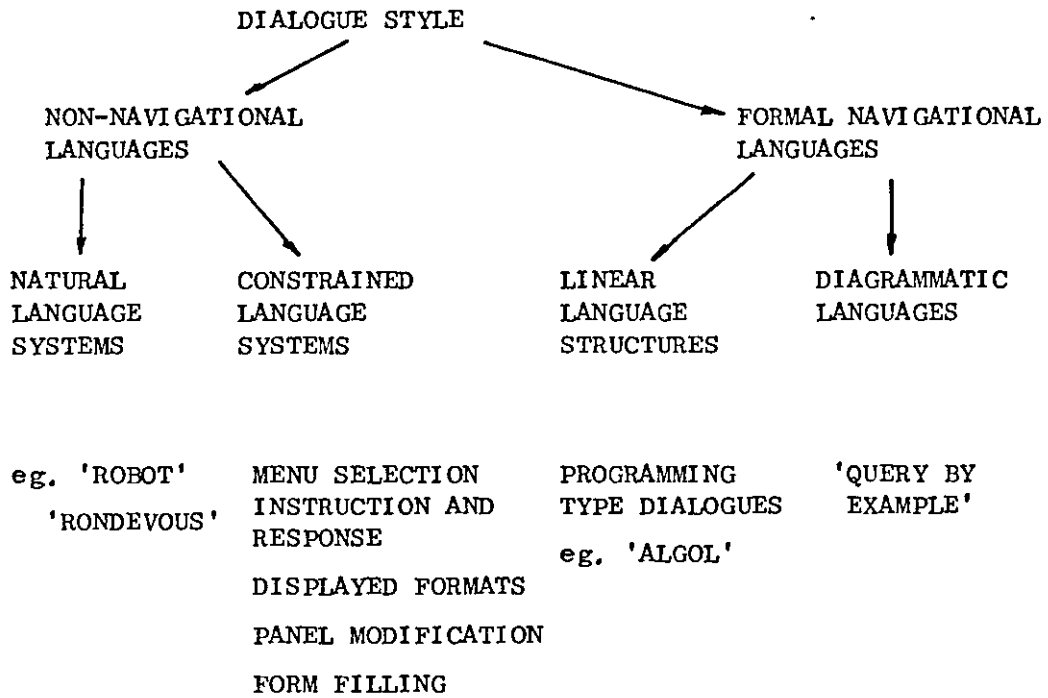 DIALOGUE STYLE
NON-NAVIGATIONAL
LANGUAGES
FORMAL NAVIGATIONAL
LANGUAGES
NATURAL
LANGUAGE
SYSTEMS
CONSTRAINED
LANGUAGE
SYSTEMS
LINEAR
LANGUAGE
STRUCTURES
DIAGRAMMATIC
LANGUAGES
eg. 'ROBOT'
'RONDEVOUS'
MENU SELECTION
INSTRUCTION AND
RESPONSE
DISPLAYED FORMATS
PANEL MODIFICATION
FORM FILLING
PROGRAMMING
TYPE DIALOGUES
eg. 'ALGOL'
'QUERY BY
EXAMPLE'